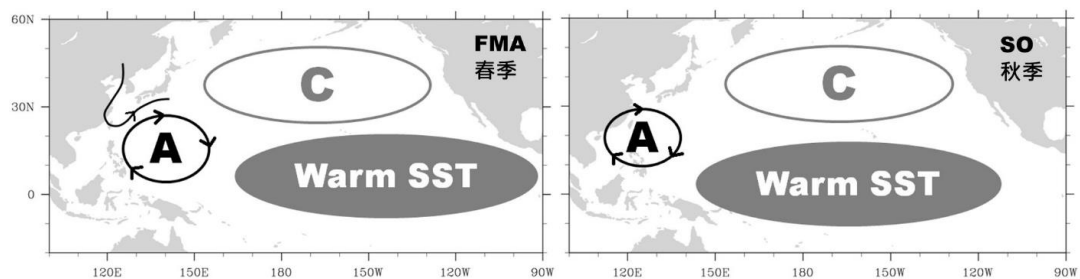 60N
30N
0
120E
150E
180
150W
120W
90W
FMA
春季
C
A
Warm SST
120E
150E
180
150W
120W
90W
SO
秋季
C
A
Warm SST